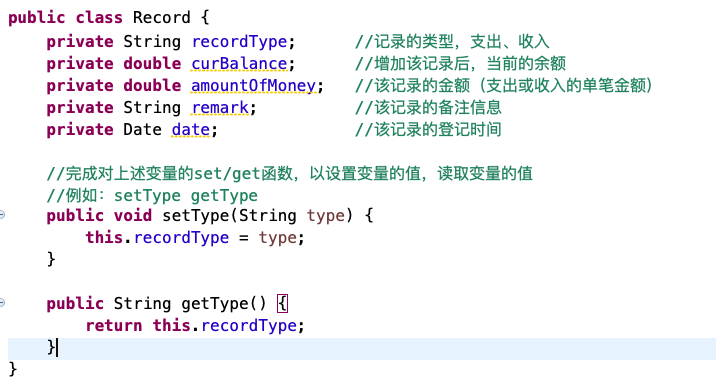 public class Record {
    private String recordType;      //记录的类型，支出、收入
    private double curBalance;      //增加该记录后，当前的余额
    private double amountOfMoney;   //该记录的金额（支出或收入的单笔金额）
    private String remark;          //该记录的备注信息
    private Date date;              //该记录的登记时间
    //完成对上述变量的set/get函数，以设置变量的值，读取变量的值
    //例如：setType getType
    public void setType(String type) {
        this.recordType = type;
    }
    public String getType() {
        return this.recordType;
    }
}